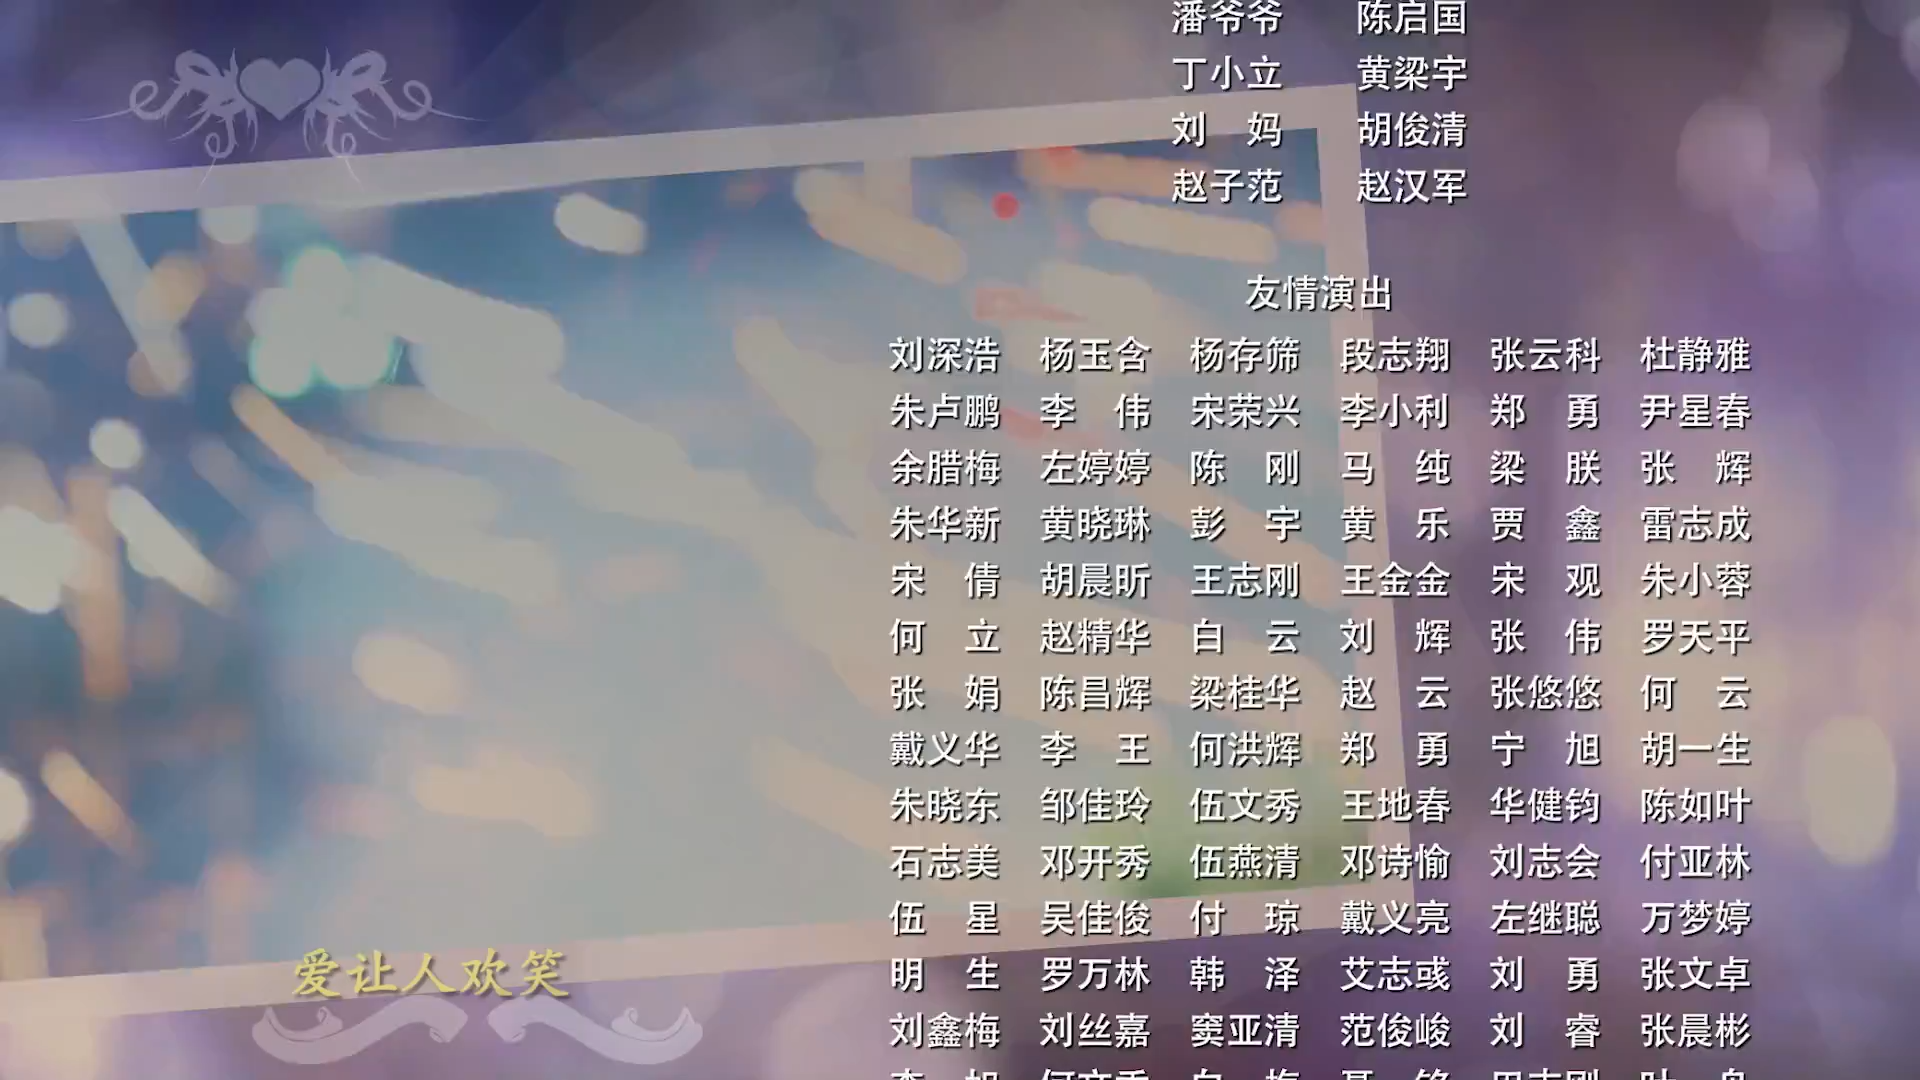 潘爷爷 陈启国
丁小立 黄梁宇
刘 妈 胡俊清
赵子范 赵汉军
友情演出
刘深浩 杨玉含 杨存筛 段志翔 张云科 杜静雅
朱卢鹏 李 伟 宋荣兴 李小利 郑 勇 尹星春
余腊梅 左婷婷 陈 刚 马 纯 梁 朕 张 辉
朱华新 黄晓琳 彭 宇 黄 乐 贾 鑫 雷志成
宋 倩 胡晨昕 王志刚 王金金 宋 观 朱小蓉
何 立 赵精华 白 云 刘 辉 张 伟 罗天平
张 娟 陈昌辉 梁桂华 赵 云 张悠悠 何 云
戴义华 李 王 何洪辉 郑 勇 宁 旭 胡一生
朱晓东 邹佳玲 伍文秀 王地春 华健钧 陈如叶
石志美 邓开秀 伍燕清 邓诗愉 刘志会 付亚林
伍 星 吴佳俊 付 琼 戴义亮 左继聪 万梦婷
明 生 罗万林 韩 泽 艾志彧 刘 勇 张文卓
刘鑫梅 刘丝嘉 窦亚清 范俊峻 刘 睿 张晨彬
爱让人欢笑